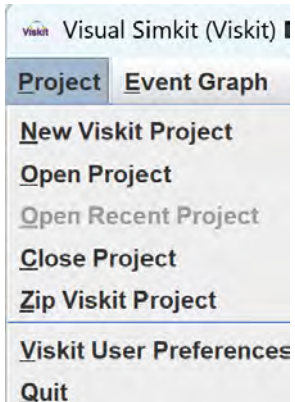 Viskit Visual Simkit (Viskit)
Project Event Graph
New Viskit Project
Open Project
Open Recent Project
Close Project
Zip Viskit Project
Viskit User Preferences
Quit